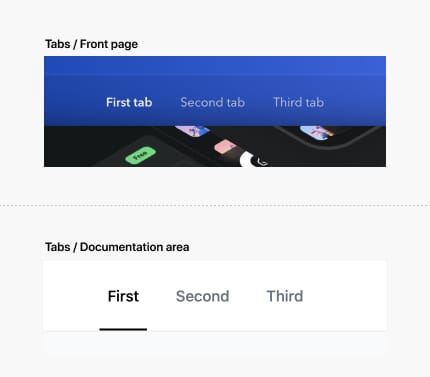 Tabs / Front page
First tab Second tab Third tab
Free
Tabs / Documentation area
First Second Third